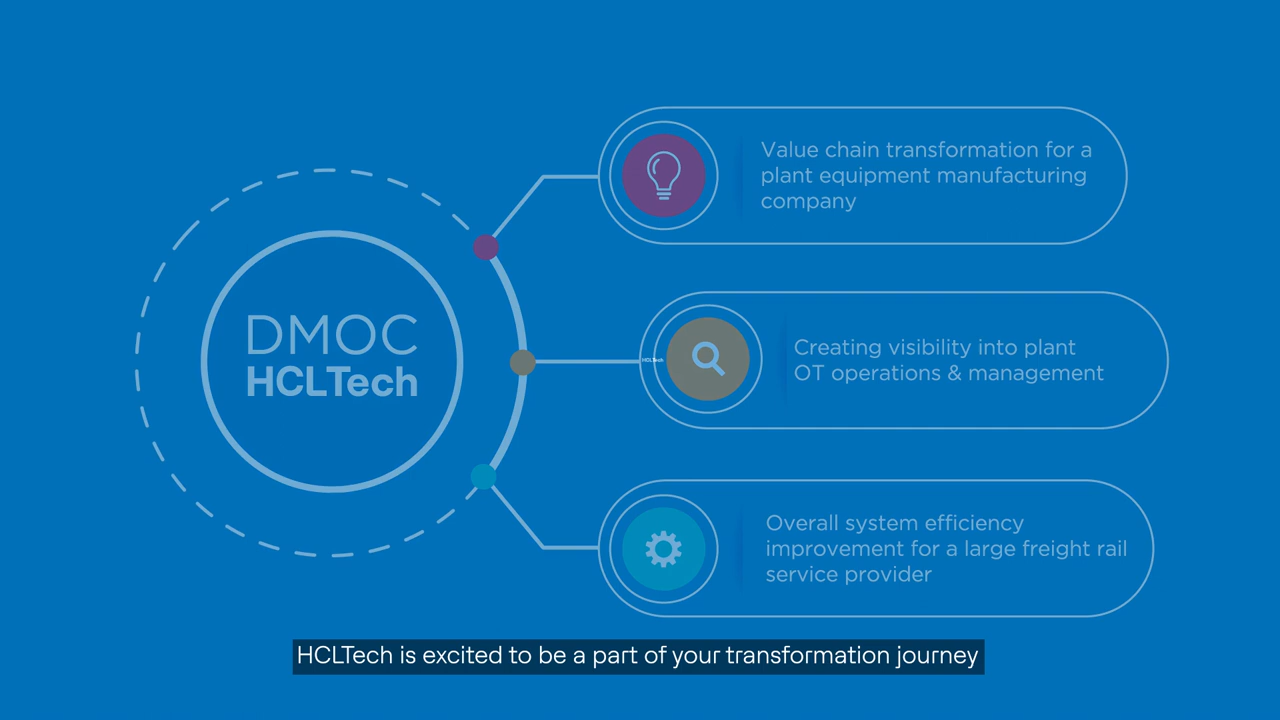 DMOC
HCLTech
Value chain transformation for a
plant equipment manufacturing
company
HCLTech
Creating visibility into plant
OT operations & management
Overall system efficiency
improvement for a large freight rail
service provider
HCLTech is excited to be a part of your transformation journey